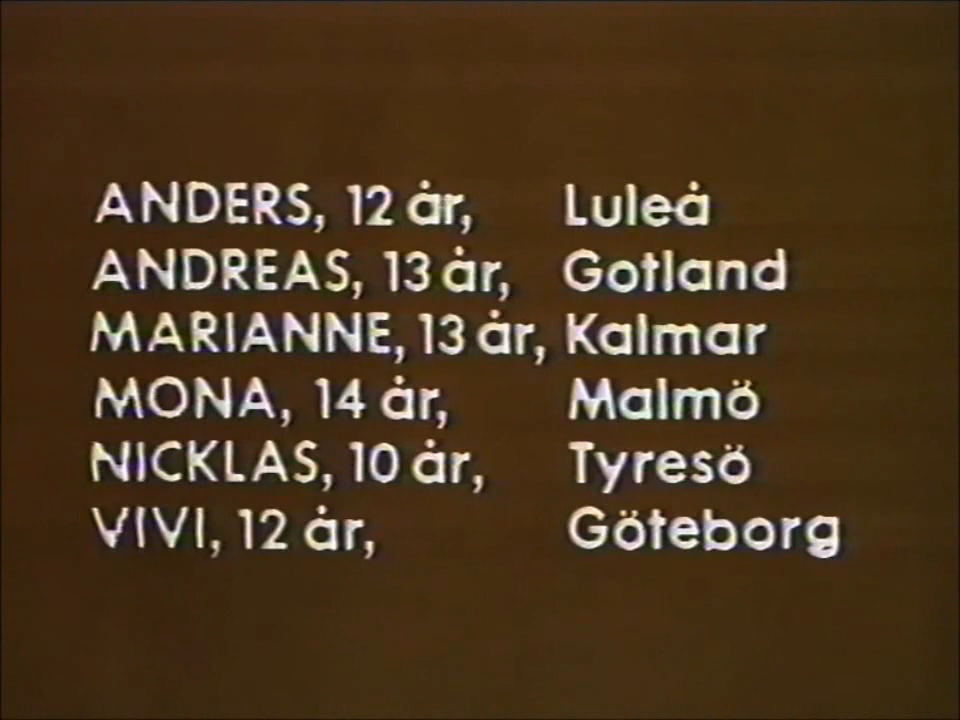 ANDERS, 12 år, Luleå
ANDREAS, 13 år, Gotland
MARIANNE, 13 år, Kalmar
MONA, 14 år, Malmö
NICKLAS, 10 år, Tyresö
VIVI, 12 år, Göteborg